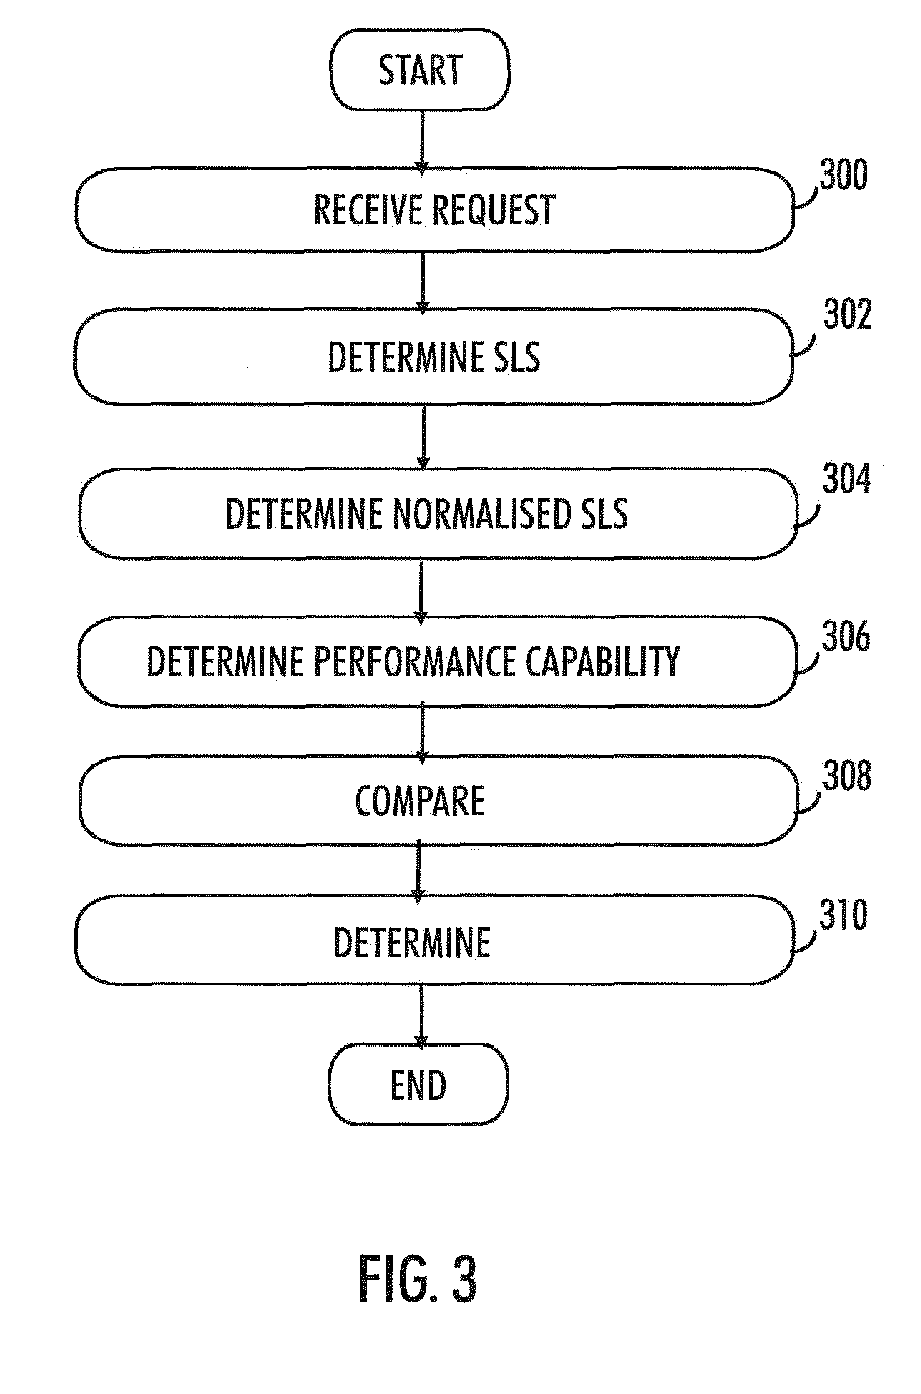 START
300
RECEIVE REQUEST
302
DETERMINE SLS
304
DETERMINE NORMALISED SLS
306
DETERMINE PERFORMANCE CAPABILITY
308
COMPARE
310
DETERMINE
END
FIG. 3